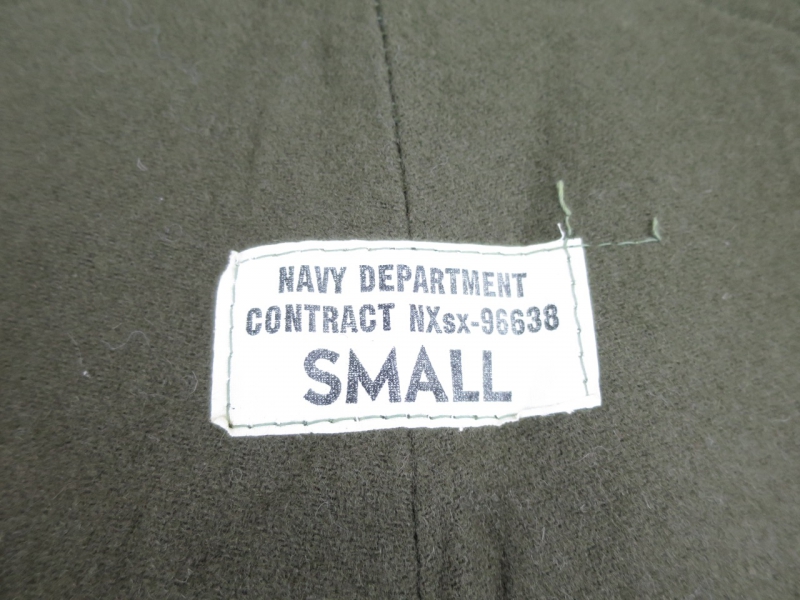 NAVY DEPARTMENT
CONTRACT NXsx-96638
SMALL